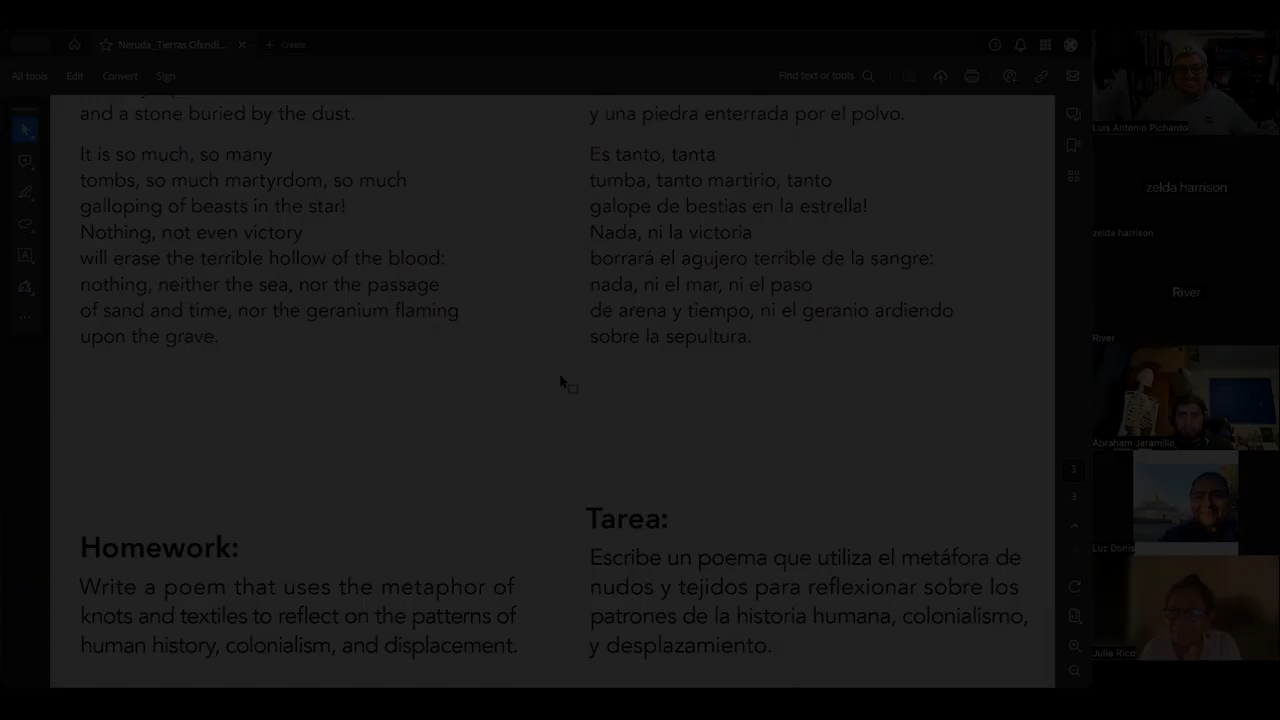 Neruda_Tierras Ofendi...
Create
All tools
Edit
Convert
Sign
Find text or tools
and a stone buried by the dust.
It is so much, so many
tombs, so much martyrdom, so much
galloping of beasts in the star!
Nothing, not even victory
will erase the terrible hollow of the blood:
nothing, neither the sea, nor the passage
of sand and time, nor the geranium flaming
upon the grave.
Homework:
Write a poem that uses the metaphor of
knots and textiles to reflect on the patterns of
human history, colonialism, and displacement.
y una piedra enterrada por el polvo.
Es tanto, tanta
tumba, tanto martirio, tanto
galope de bestias en la estrella!
Nada, ni la victoria
borrará el agujero terrible de la sangre:
nada, ni el mar, ni el paso
de arena y tiempo, ni el geranio ardiendo
sobre la sepultura.
Tarea:
Escribe un poema que utiliza el metáfora de
nudos y tejidos para reflexionar sobre los
patrones de la historia humana, colonialismo,
y desplazamiento.
3
3
Luis Antonio Pichardo
zelda harrison
zelda harrison
River
River
Abraham Jaramillo
Luz Donis
Julie Rico